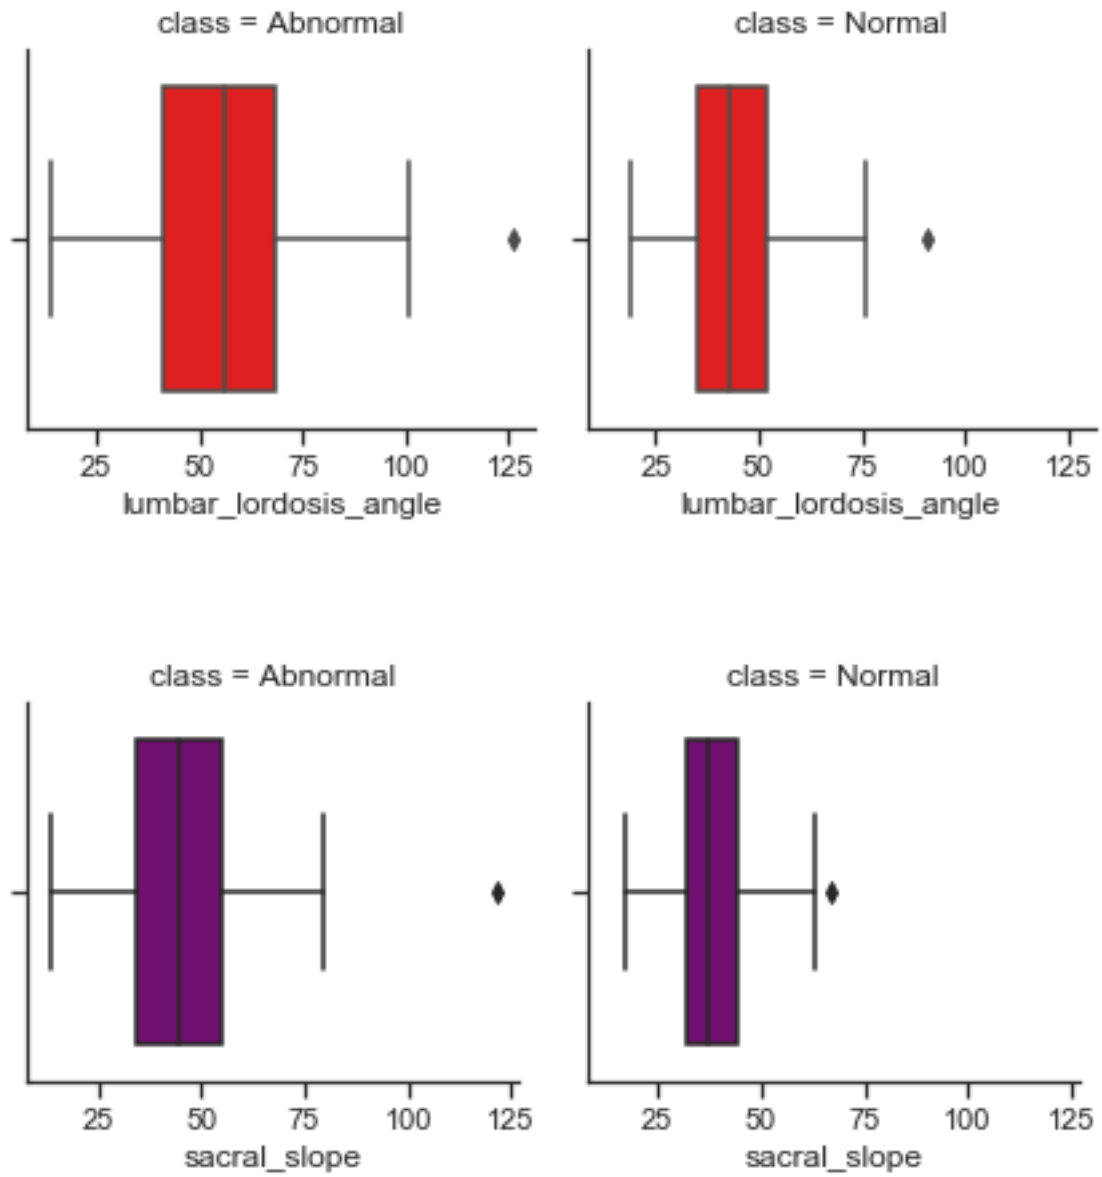 class = Abnormal
class = Normal
25 50 75 100 125
25 50 75 100 125
lumbar_lordosis_angle
lumbar_lordosis_angle
class = Abnormal
class = Normal
25 50 75 100 125
25 50 75 100 125
sacral_slope
sacral_slope